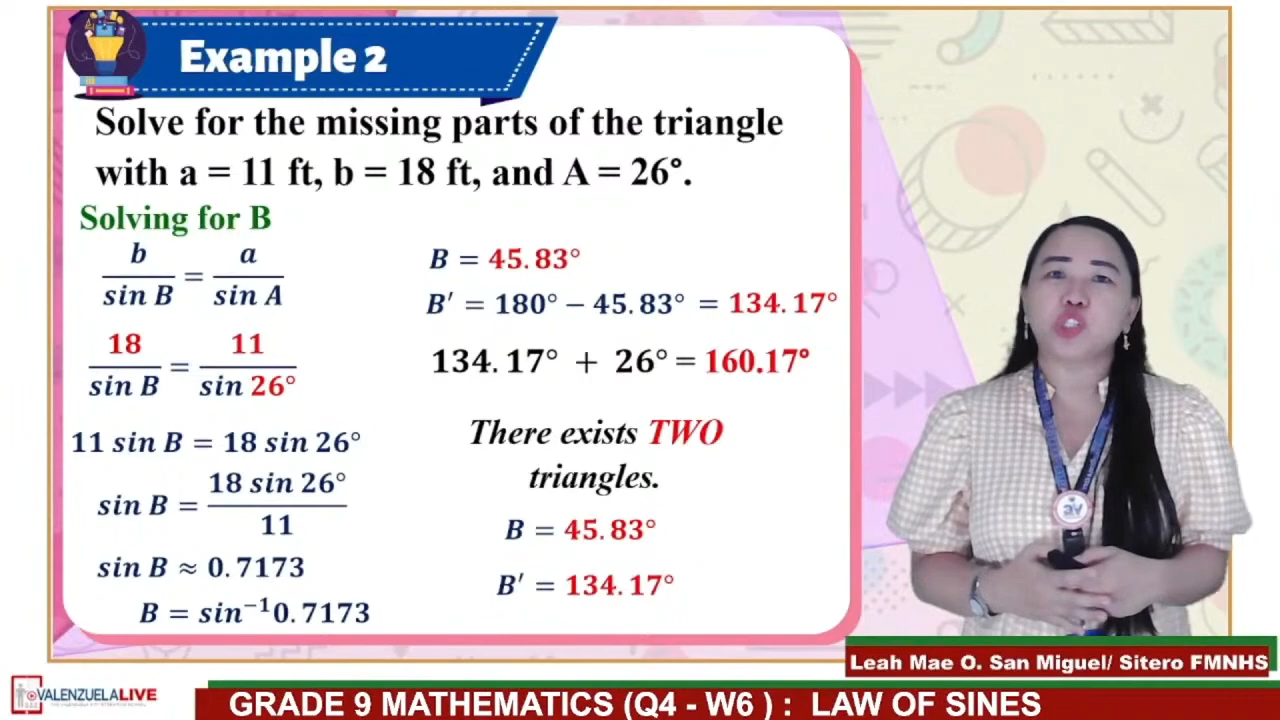 Example 2
Solve for the missing parts of the triangle
with a = 11 ft, b = 18 ft, and A = 26°.
Solving for B
b/sin B = a/sin A
18/sin B = 11/sin 26°
11 sin B = 18 sin 26°
sin B = 18 sin 26°/11
sin B ≈ 0.7173
B = sin⁻¹0.7173
B = 45.83°
B′ = 180° − 45.83° = 134.17°
134.17° + 26° = 160.17°
There exists TWO
triangles.
B = 45.83°
B′ = 134.17°
Leah Mae O. San Miguel/ Sitero FMNHS
VALENZUELALIVE
GRADE 9 MATHEMATICS (Q4 - W6 ) : LAW OF SINES